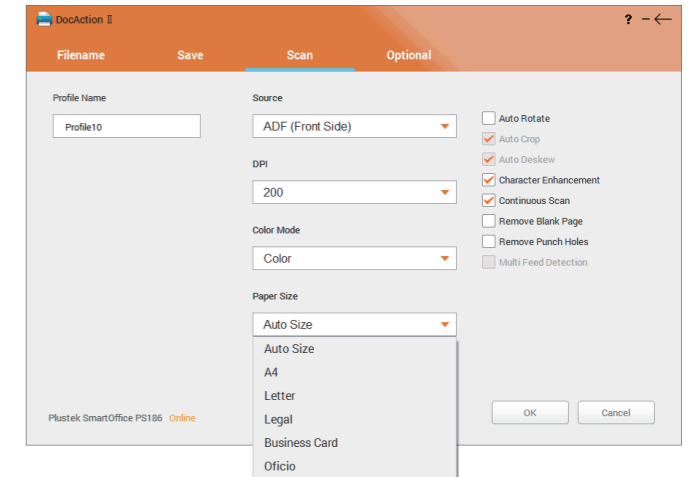 DocAction II
? - ←
Filename Save Scan Optional
Profile Name
Profile10
Source
ADF (Front Side)
DPI
200
Color Mode
Color
Paper Size
Auto Size
Auto Size
A4
Letter
Legal
Business Card
Oficio
Auto Rotate
Auto Crop
Auto Deskew
Character Enhancement
Continuous Scan
Remove Blank Page
Remove Punch Holes
Multi Feed Detection
Plustek SmartOffice PS186 Online
OK Cancel